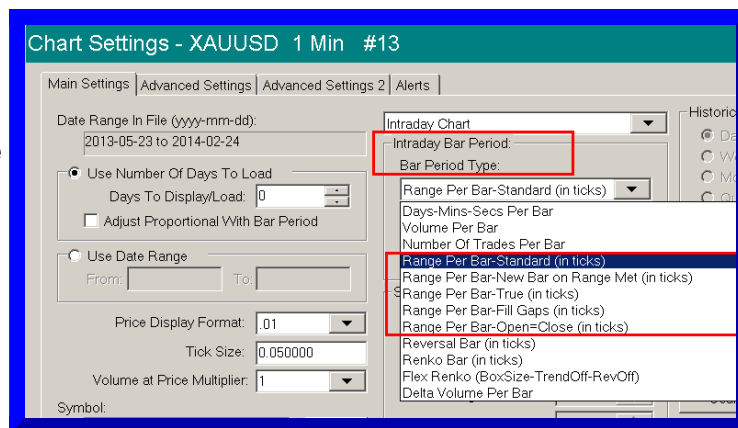 Chart Settings - XAUUSD 1 Min #13
Main Settings
Advanced Settings
Advanced Settings 2
Alerts
Date Range In File (yyyy-mm-dd):
2013-05-23 to 2014-02-24
Use Number Of Days To Load
Days To Display/Load: 0
Adjust Proportional With Bar Period
Use Date Range
From: To:
Price Display Format: .01
Tick Size: 0.050000
Volume at Price Multiplier: 1
Symbol:
Intraday Chart
Intraday Bar Period:
Bar Period Type:
Range Per Bar-Standard (in ticks)
Days-Mins-Secs Per Bar
Volume Per Bar
Number Of Trades Per Bar
Range Per Bar-Standard (in ticks)
Range Per Bar-New Bar on Range Met (in ticks)
Range Per Bar-True (in ticks)
Range Per Bar-Fill Gaps (in ticks)
Range Per Bar-Open=Close (in ticks)
Reversal Bar (in ticks)
Renko Bar (in ticks)
Flex Renko (BoxSize-TrendOff-RevOff)
Delta Volume Per Bar